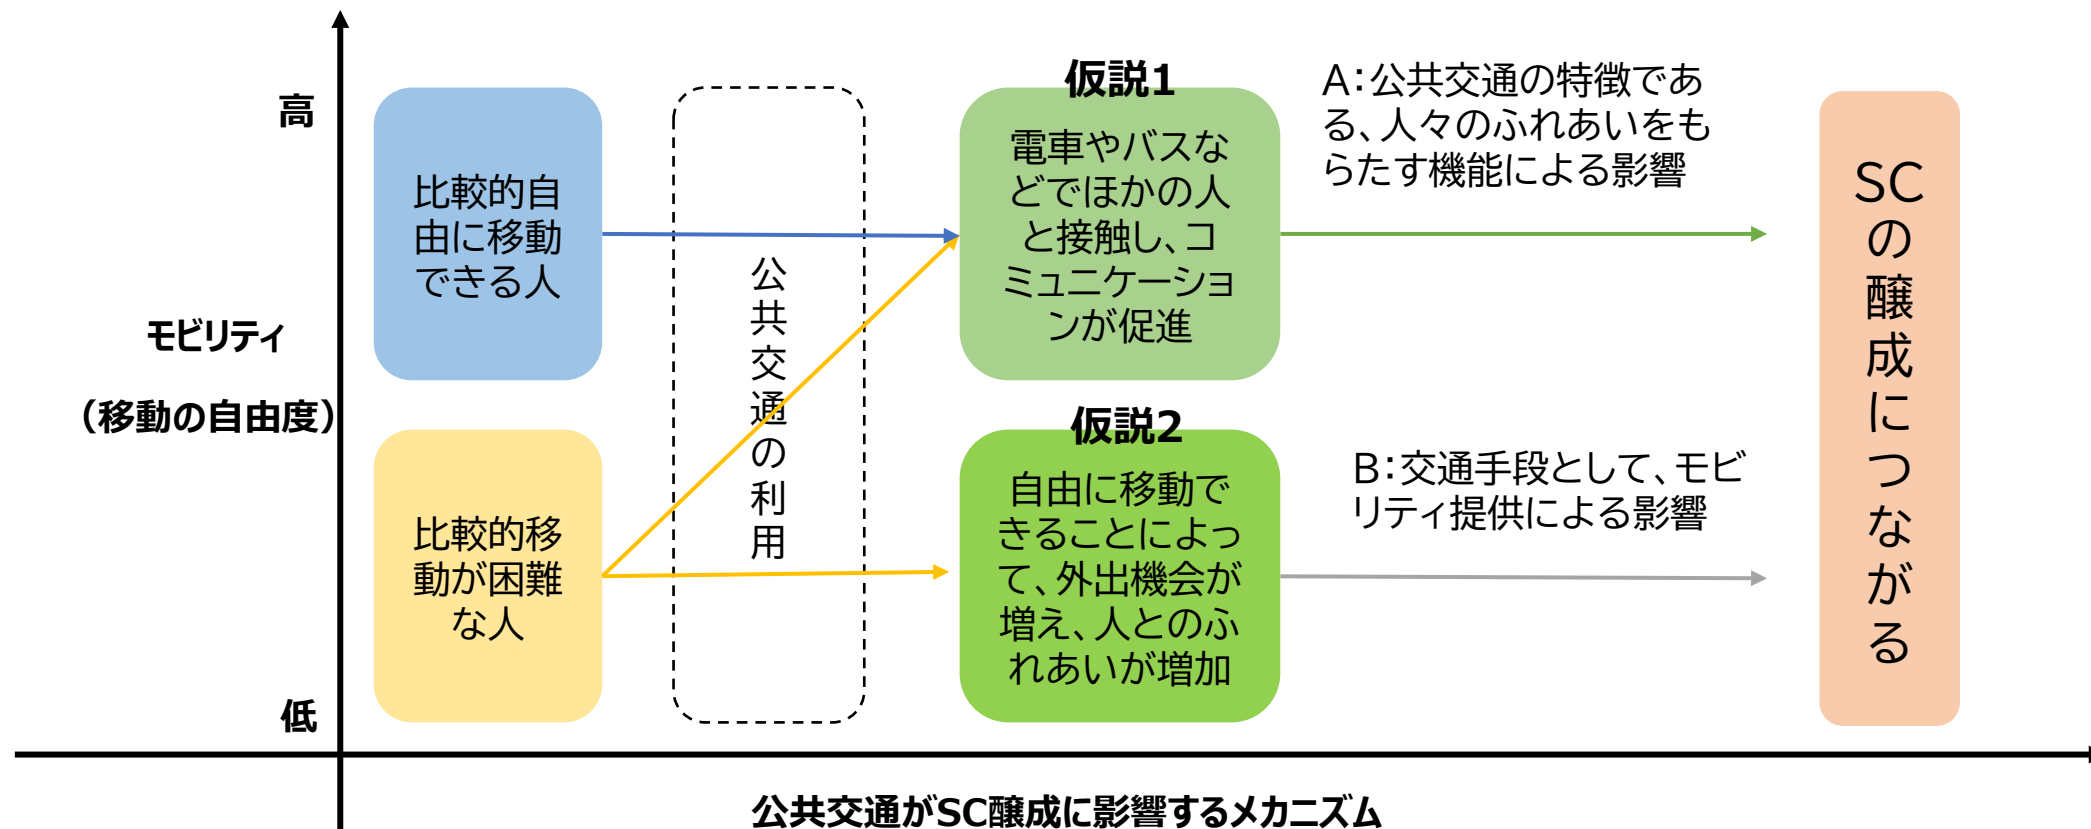 高
モビリティ
（移動の自由度）
低
比較的自
由に移動
できる人
比較的移
動が困難
な人
公共交通の利用
仮説1
電車やバスな
どでほかの人
と接触し、コ
ミュニケーショ
ンが促進
仮説2
自由に移動で
きることによっ
て、外出機会が
増え、人とのふ
れあいが増加
A：公共交通の特徴であ
る、人々のふれあいをも
らたす機能による影響
B：交通手段として、モビ
リティ提供による影響
SCの醸成につながる
公共交通がSC醸成に影響するメカニズム